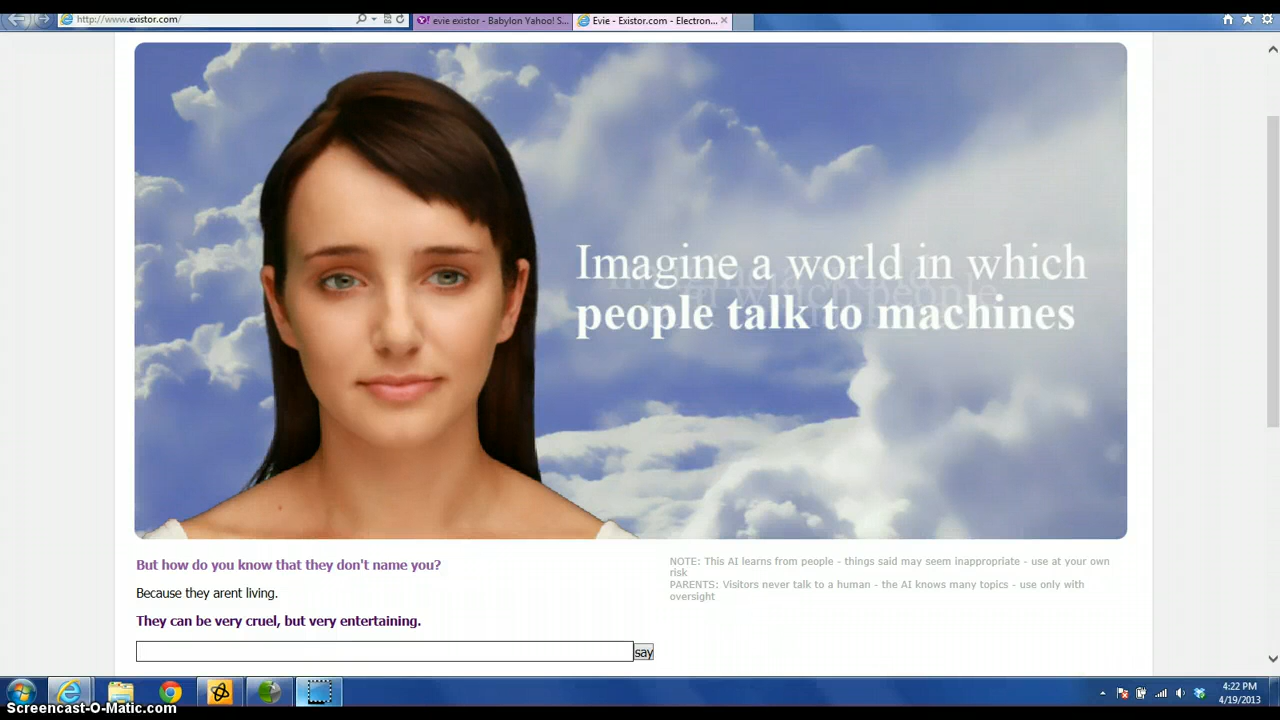 http://www.existor.com/
evie existor - Babylon Yahoo! S...
Evie - Existor.com - Electron...
Imagine a world in which
people talk to machines
But how do you know that they don't name you?
Because they arent living.
They can be very cruel, but very entertaining.
say
NOTE: This AI learns from people - things said may seem inappropriate - use at your own
risk
PARENTS: Visitors never talk to a human - the AI knows many topics - use only with
oversight
4:22 PM
4/19/2013
Screencast-O-Matic.com